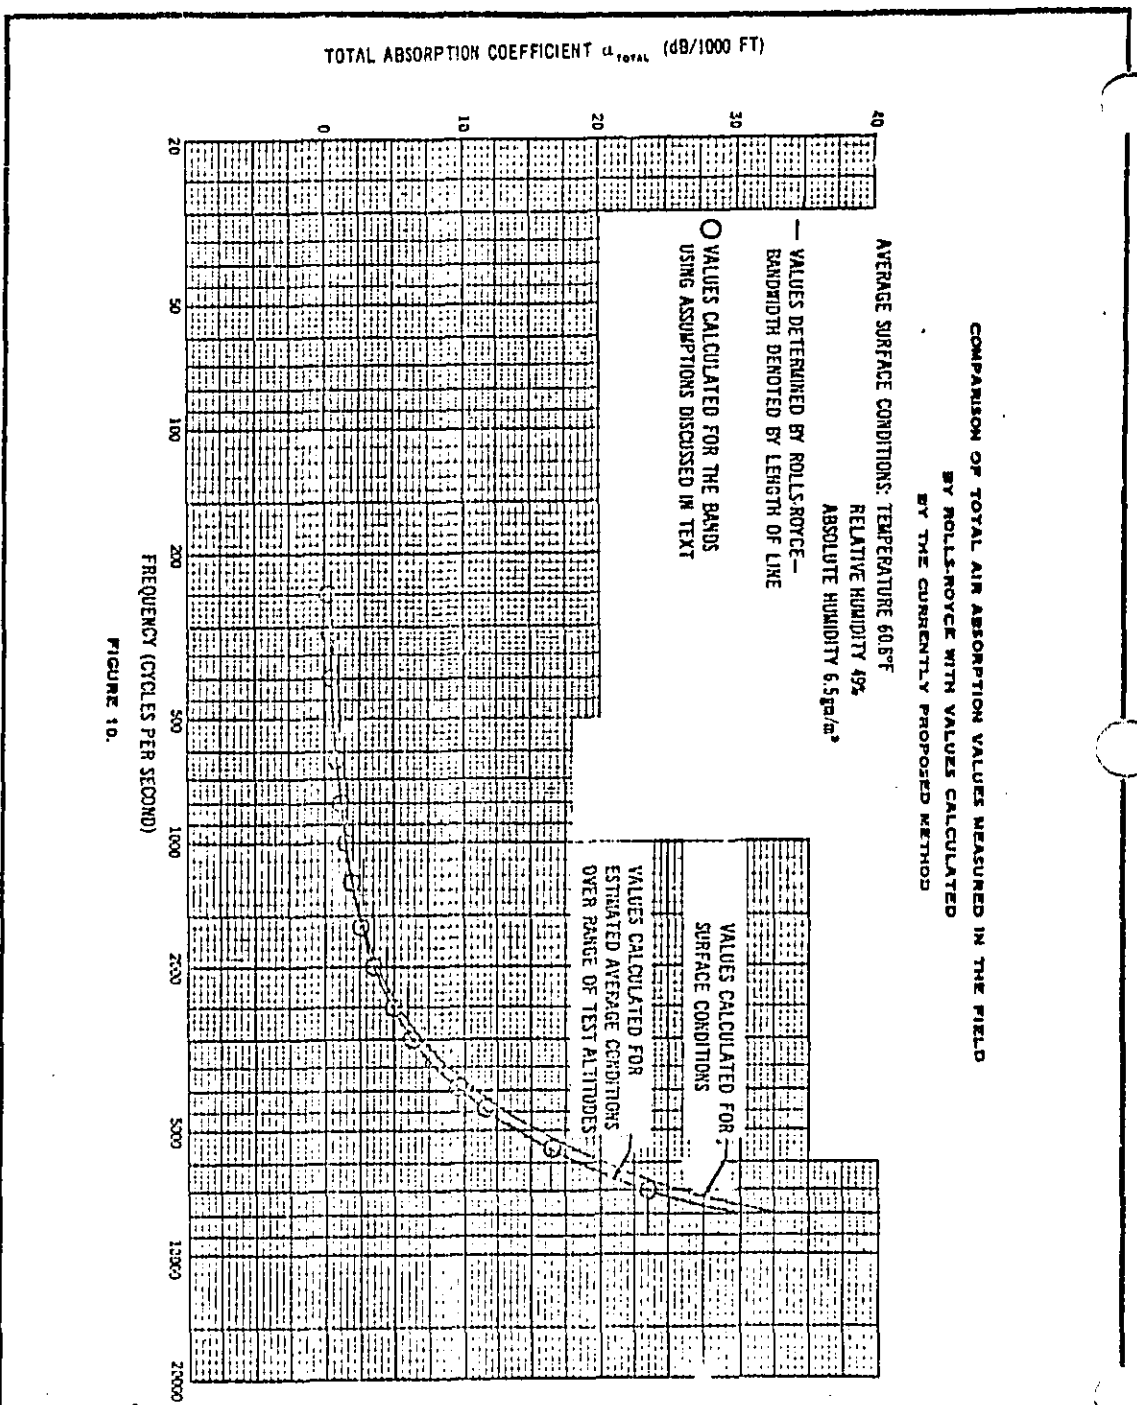 COMPARISON OF TOTAL AIR ABSORPTION VALUES MEASURED IN THE FIELD
BY ROLLS-ROYCE WITH VALUES CALCULATED
BY THE CURRENTLY PROPOSED METHOD
AVERAGE SURFACE CONDITIONS: TEMPERATURE 60.8°F
RELATIVE HUMIDITY 49%
ABSOLUTE HUMIDITY 6.5gm/m³
— VALUES DETERMINED BY ROLLS-ROYCE—
BANDWIDTH DENOTED BY LENGTH OF LINE
O VALUES CALCULATED FOR THE BANDS
USING ASSUMPTIONS DISCUSSED IN TEXT
VALUES CALCULATED FOR
SURFACE CONDITIONS
VALUES CALCULATED FOR
ESTIMATED AVERAGE CONDITIONS
OVER RANGE OF TEST ALTITUDES
TOTAL ABSORPTION COEFFICIENT α TOTAL (dB/1000 FT)
40
30
20
10
0
20 50 100 200 500 1000 2000 5000 10000 20000
FREQUENCY (CYCLES PER SECOND)
FIGURE 10.